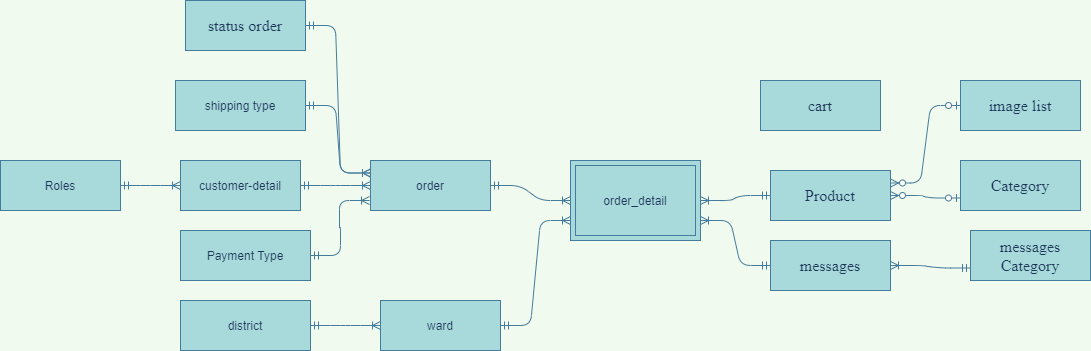 status order
shipping type
cart
image list
Roles
customer-detail
order
order_detail
Product
Category
Payment Type
messages
messages
Category
district
ward